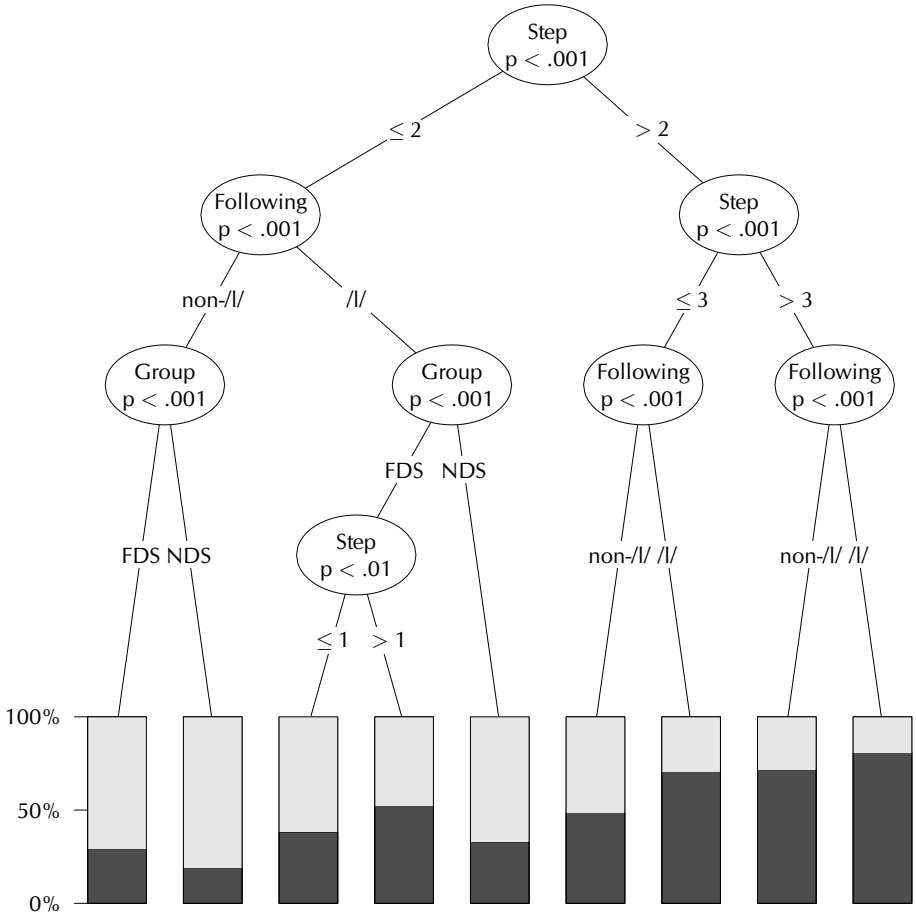 Step
p < .001
≤ 2
> 2
Following
p < .001
Step
p < .001
non-/l/
/l/
≤ 3
> 3
Group
p < .001
Group
p < .001
Following
p < .001
Following
p < .001
FDS
NDS
Step
p < .01
FDS
NDS
non-/l/
/l/
non-/l/
/l/
≤ 1
> 1
100%
50%
0%